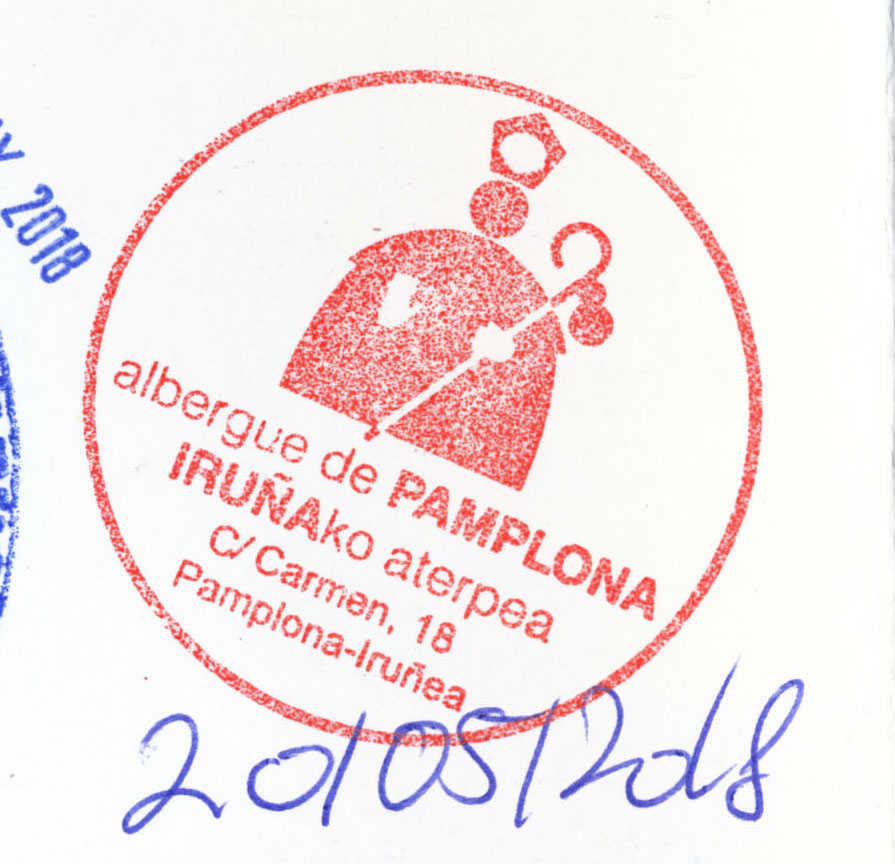 2018
albergue de PAMPLONA
IRUÑAko aterpea
C/ Carmen, 18
Pamplona-Iruñea
20/05/2018